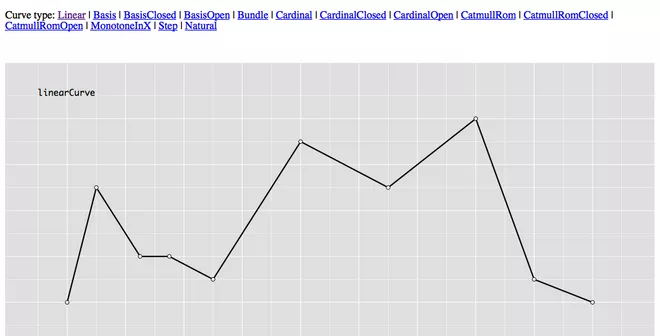 Curve type: Linear | Basis | BasisClosed | BasisOpen | Bundle | Cardinal | CardinalClosed | CardinalOpen | CatmullRom | CatmullRomClosed |
CatmullRomOpen | MonotoneInX | Step | Natural
linearCurve